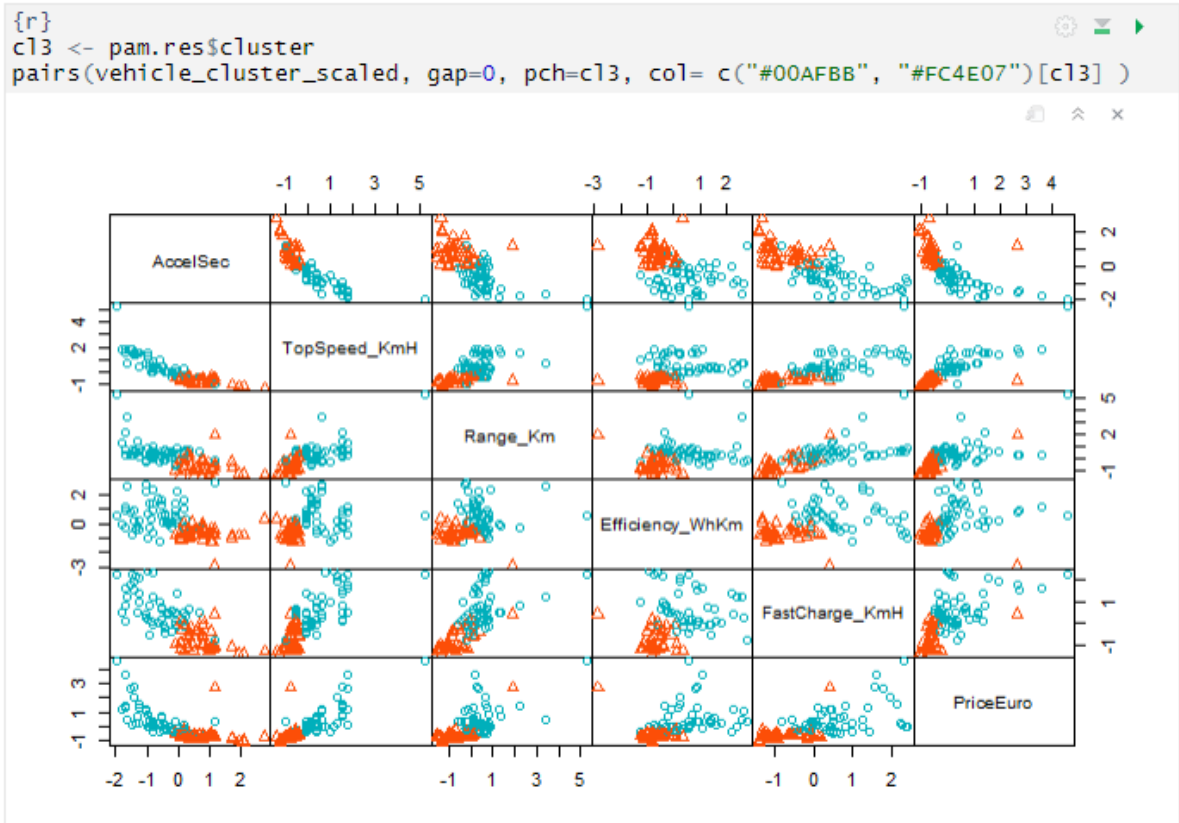 {r}
cl3 <- pam.res$cluster
pairs(vehicle_cluster_scaled, gap=0, pch=cl3, col= c("#00AFBB", "#FC4E07")[cl3] )
-1 1 3 5 -3 -1 1 2 -1 1 2 3 4
AccelSec
2
0
-2
4
2
-1
TopSpeed_KmH
Range_Km
5
2
-1
2
0
-3
Efficiency_WhKm
FastCharge_KmH
1
-1
3
1
-1
PriceEuro
-2 -1 0 1 2 -1 1 3 5 -1 0 1 2